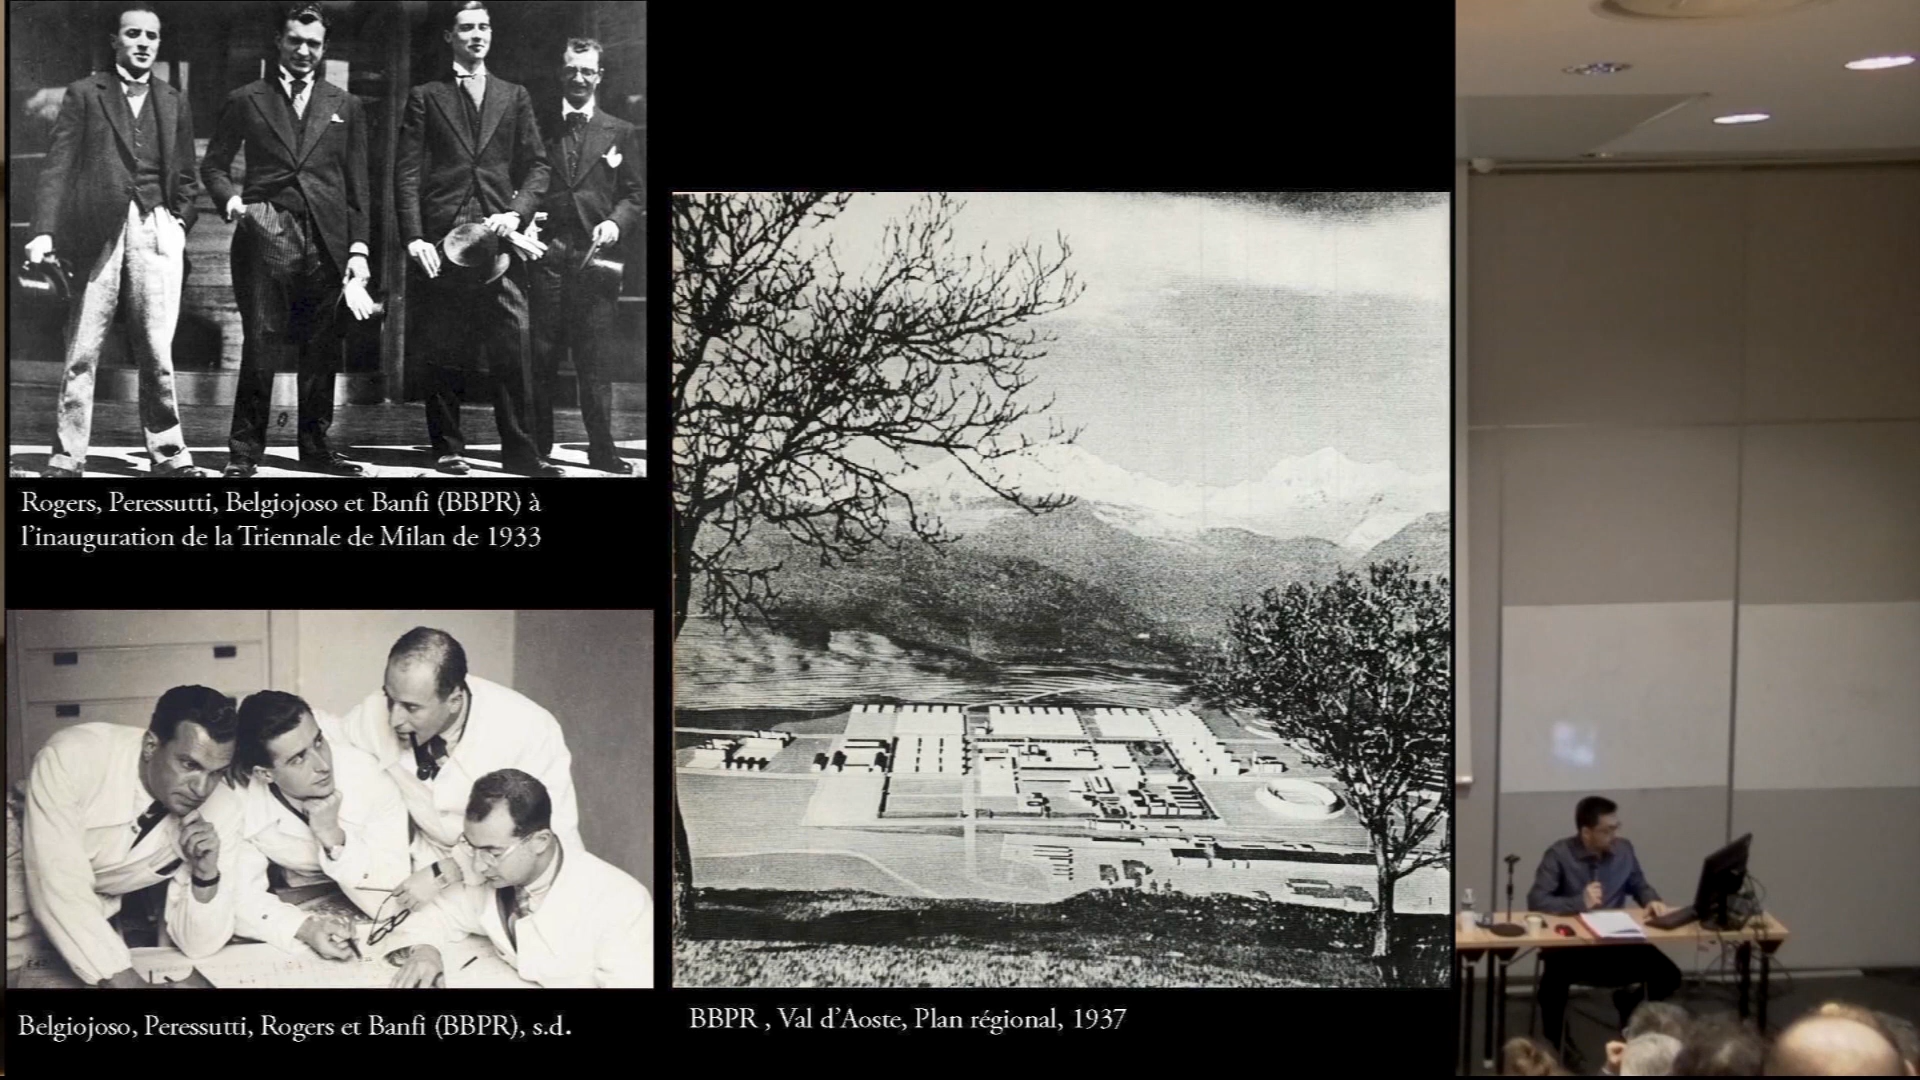 Rogers, Peressutti, Belgiojoso et Banfi (BBPR) à
l'inauguration de la Triennale de Milan de 1933
Belgiojoso, Peressutti, Rogers et Banfi (BBPR), s.d.
BBPR , Val d'Aoste, Plan régional, 1937